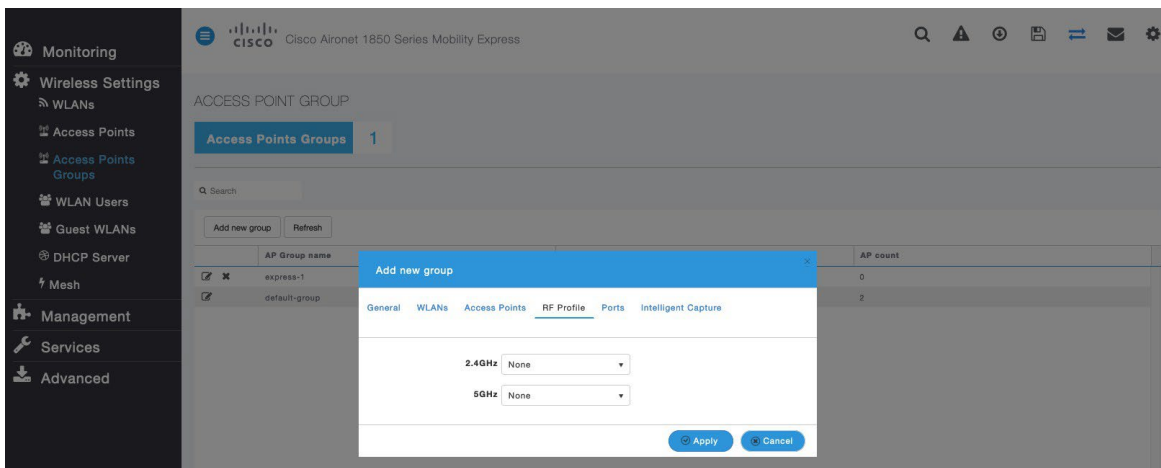 Monitoring
Wireless Settings
WLANs
Access Points
Access Points
Groups
WLAN Users
Guest WLANs
DHCP Server
Mesh
Management
Services
Advanced
CISCO Cisco Aironet 1850 Series Mobility Express
ACCESS POINT GROUP
Access Points Groups 1
Search
Add new group Refresh
AP Group name AP count
express-1 0
default-group 2
Add new group
General WLANs Access Points RF Profile Ports Intelligent Capture
2.4GHz None
5GHz None
Apply Cancel